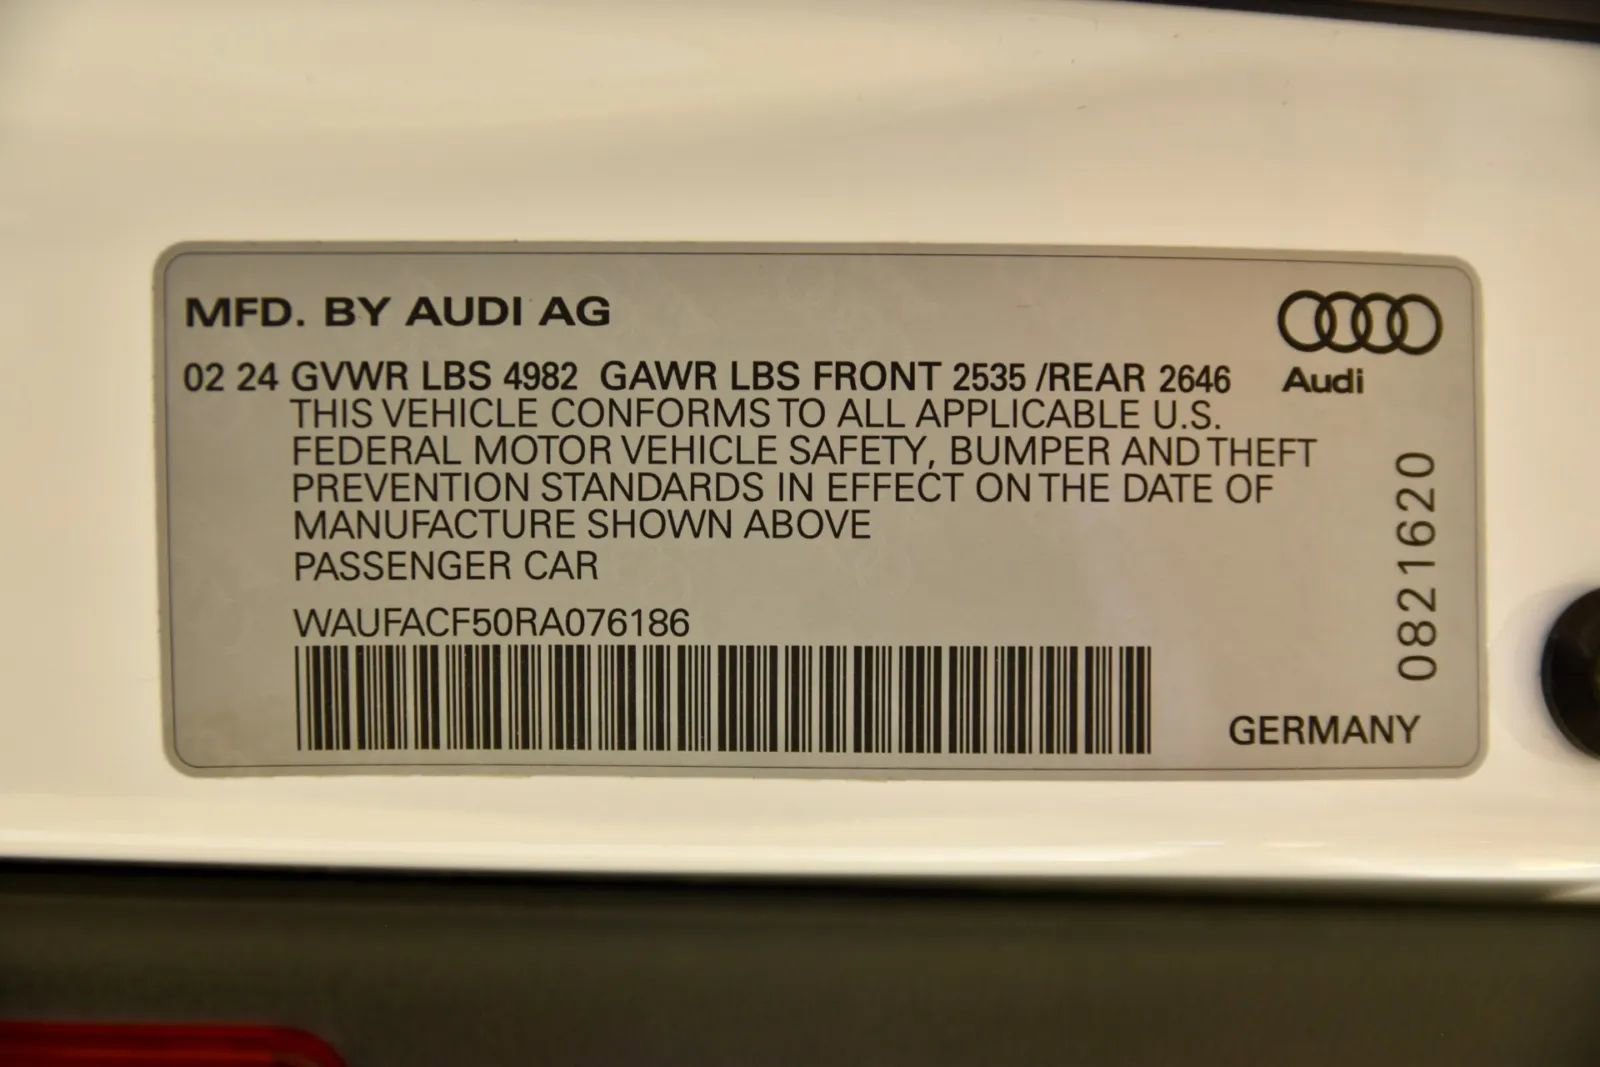 MFD. BY AUDI AG
Audi
02 24 GVWR LBS 4982 GAWR LBS FRONT 2535 /REAR 2646
THIS VEHICLE CONFORMS TO ALL APPLICABLE U.S.
FEDERAL MOTOR VEHICLE SAFETY, BUMPER AND THEFT
PREVENTION STANDARDS IN EFFECT ON THE DATE OF
MANUFACTURE SHOWN ABOVE
PASSENGER CAR
WAUFACF50RA076186
0821620
GERMANY